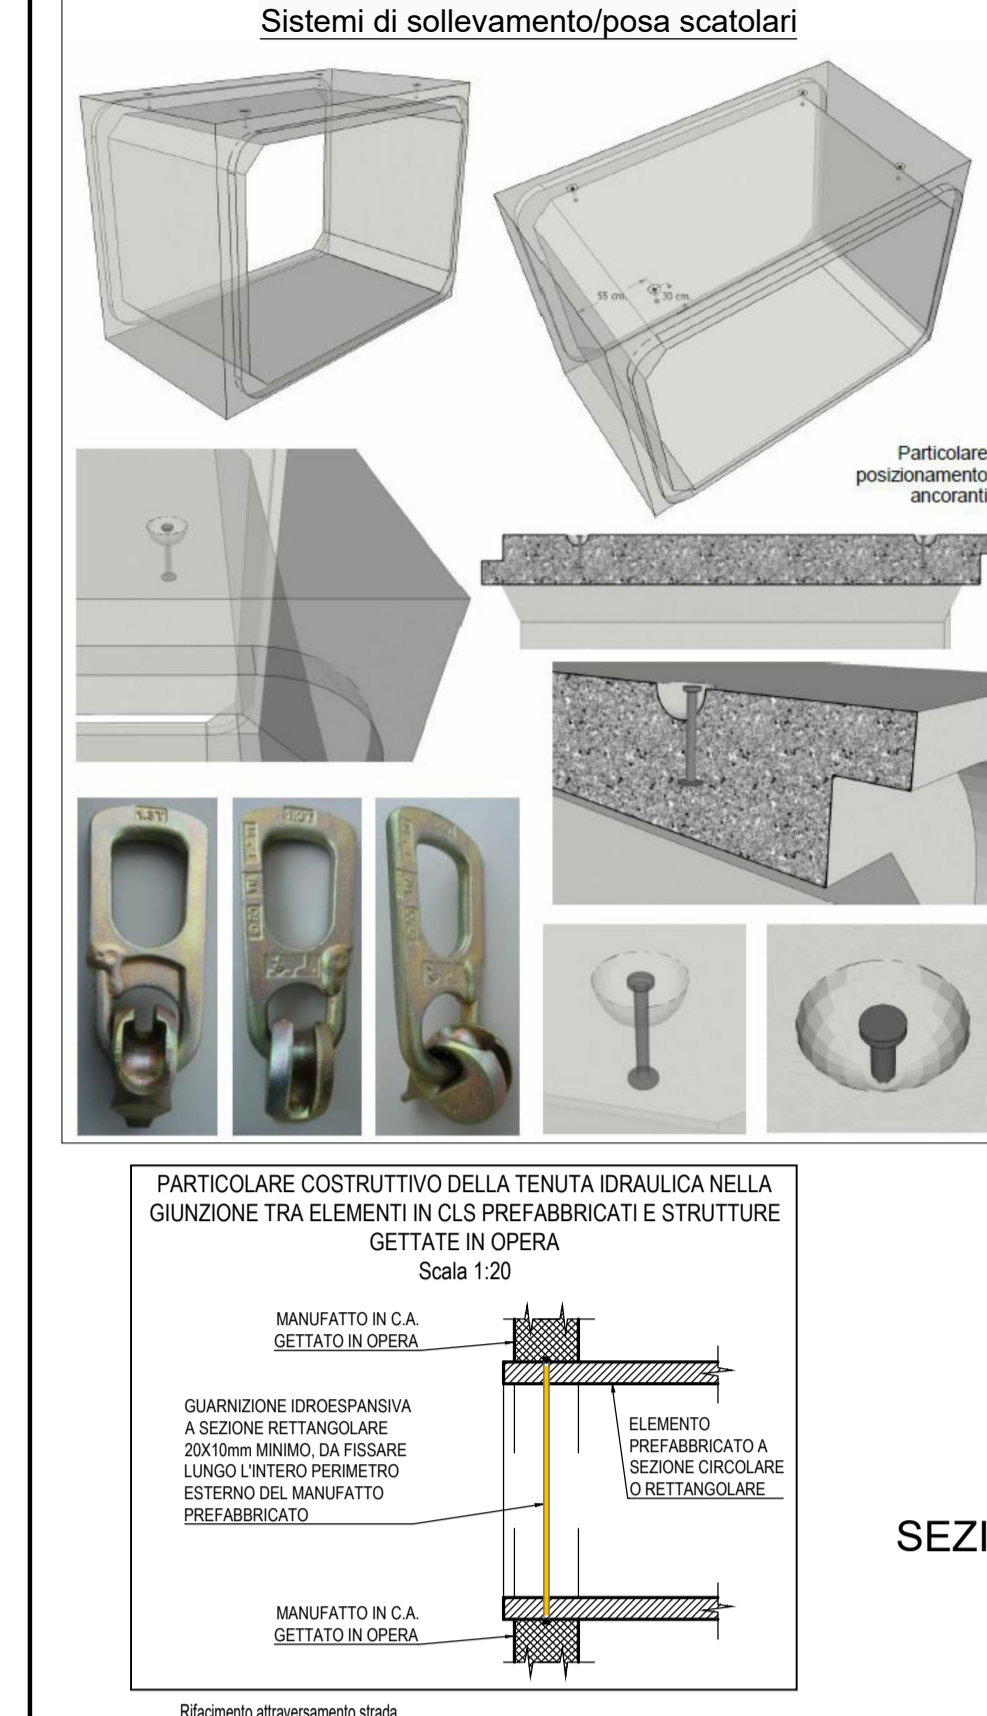 Sistemi di sollevamento/posa scatolari
55 cm
30 cm
Particolare
posizionamento
ancoranti
1.3T
PARTICOLARE COSTRUTTIVO DELLA TENUTA IDRAULICA NELLA
GIUNZIONE TRA ELEMENTI IN CLS PREFABBRICATI E STRUTTURE
GETTATE IN OPERA
Scala 1:20
MANUFATTO IN C.A.
GETTATO IN OPERA
GUARNIZIONE IDROESPANSIVA
A SEZIONE RETTANGOLARE
20X10mm MINIMO, DA FISSARE
LUNGO L'INTERO PERIMETRO
ESTERNO DEL MANUFATTO
PREFABBRICATO
ELEMENTO
PREFABBRICATO A
SEZIONE CIRCOLARE
O RETTANGOLARE
SEZI
MANUFATTO IN C.A.
GETTATO IN OPERA
Rifacimento attraversamento strada